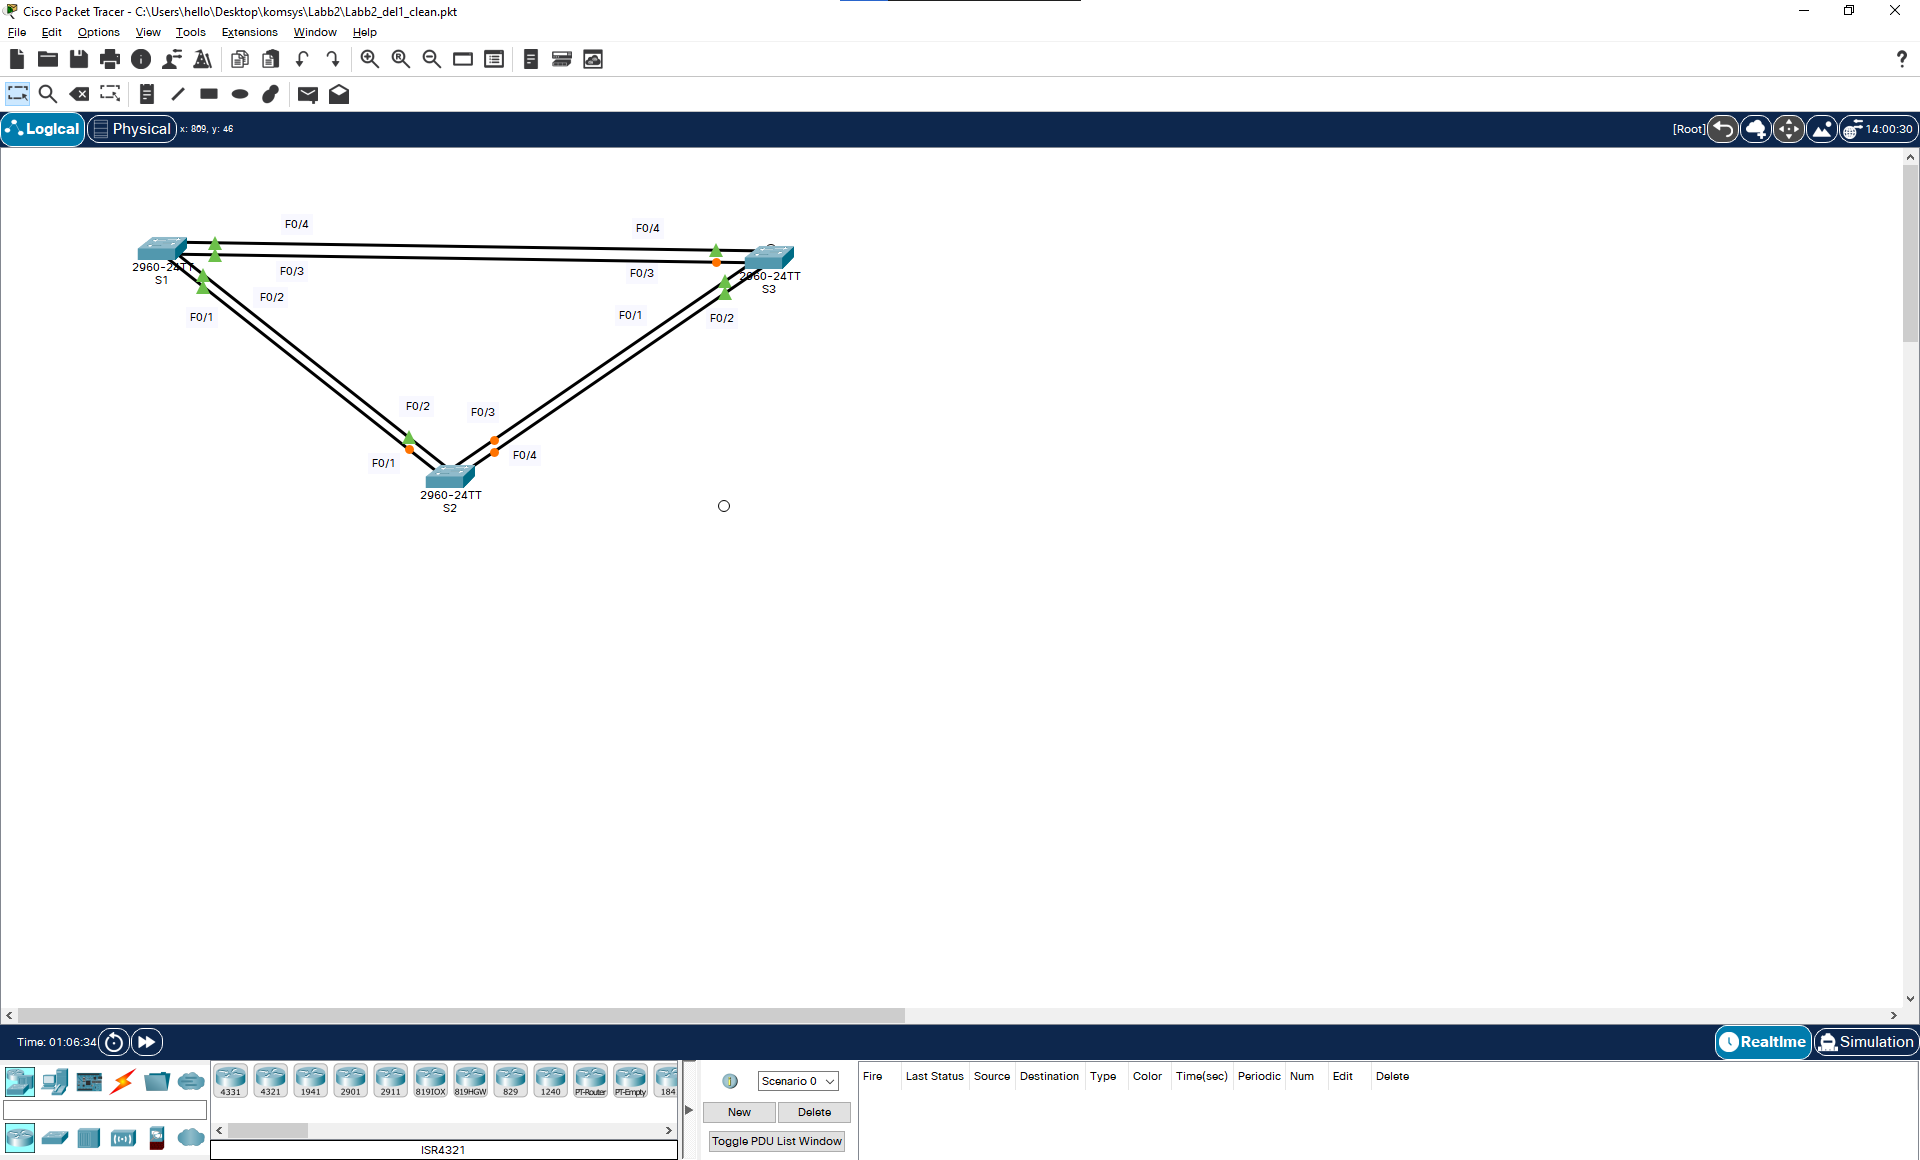 Cisco Packet Tracer - C:\Users\hello\Desktop\komsys\Labb2\Labb2_del1_clean.pkt
File Edit Options View Tools Extensions Window Help
Logical Physical x: 809, y: 46 [Root] 14:00:30
F0/4
F0/4
2960-24TT
S1
F0/3
F0/3
2960-24TT
S3
F0/2
F0/1
F0/1
F0/2
F0/2
F0/3
F0/1
F0/4
2960-24TT
S2
Time: 01:06:34 Realtime Simulation
4331 4321 1941 2901 2911 819IOX 819HGW 829 1240 PT-Router PT-Empty 184
ISR4321
Scenario 0
New Delete
Toggle PDU List Window
Fire Last Status Source Destination Type Color Time(sec) Periodic Num Edit Delete